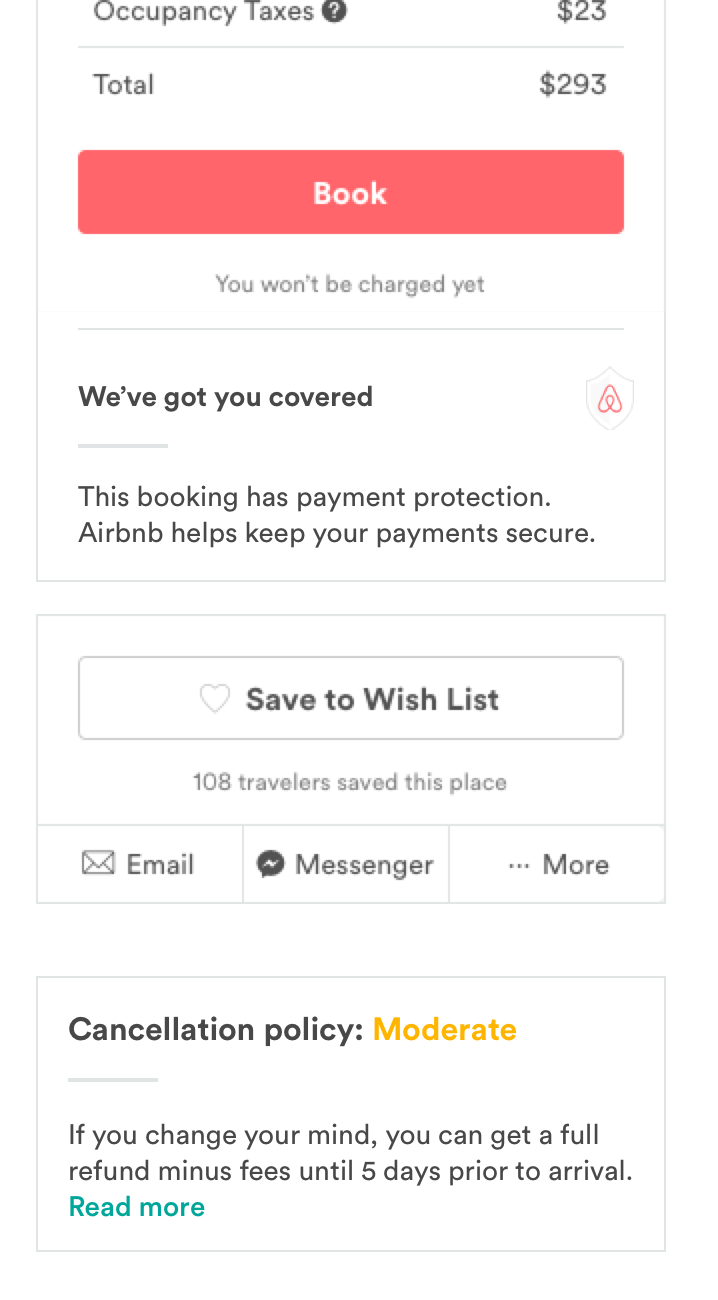 Occupancy Taxes ? $23
Total $293
Book
You won’t be charged yet
We’ve got you covered
This booking has payment protection.
Airbnb helps keep your payments secure.
Save to Wish List
108 travelers saved this place
Email Messenger ··· More
Cancellation policy: Moderate
If you change your mind, you can get a full
refund minus fees until 5 days prior to arrival.
Read more